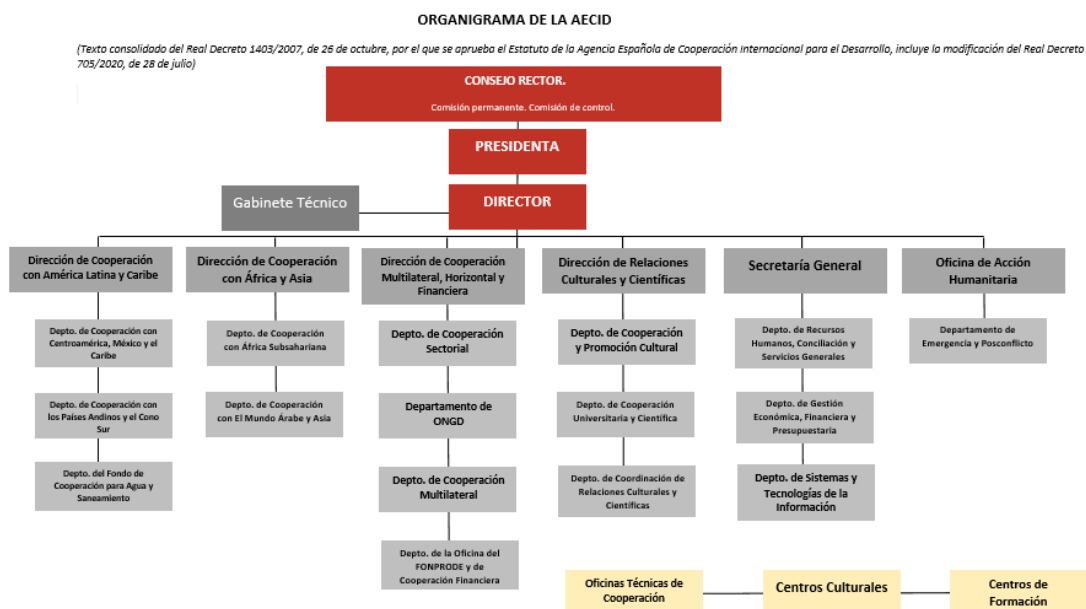 ORGANIGRAMA DE LA AECID
(Texto consolidado del Real Decreto 1403/2007, de 26 de octubre, por el que se aprueba el Estatuto de la Agencia Española de Cooperación Internacional para el Desarrollo, incluye la modificación del Real Decreto
705/2020, de 28 de julio)
CONSEJO RECTOR.
Comisión permanente. Comisión de control.
PRESIDENTA
Gabinete Técnico
DIRECTOR
Dirección de Cooperación
con América Latina y Caribe
Dirección de Cooperación
con África y Asia
Dirección de Cooperación
Multilateral, Horizontal y
Financiera
Dirección de Relaciones
Culturales y Científicas
Secretaría General
Oficina de Acción
Humanitaria
Depto. de Cooperación con
Centroamérica, México y el
Caribe
Depto. de Cooperación
con África Subsahariana
Depto. de Cooperación
Sectorial
Depto. de Cooperación
y Promoción Cultural
Depto. de Recursos
Humanos, Conciliación y
Servicios Generales
Departamento de
Emergencia y Posconflicto
Depto. de Cooperación con
los Países Andinos y el Cono
Sur
Depto. de Cooperación
con El Mundo Árabe y Asia
Departamento de
ONGD
Depto. de Cooperación
Universitaria y Científica
Depto. de Gestión
Económica, Financiera y
Presupuestaria
Depto. del Fondo de
Cooperación para Agua y
Saneamiento
Depto. de Cooperación
Multilateral
Depto. de Coordinación de
Relaciones Culturales y
Científicas
Depto. de Sistemas y
Tecnologías de la
Información
Depto. de la Oficina del
FONPRODE y de
Cooperación Financiera
Oficinas Técnicas de
Cooperación
Centros Culturales
Centros de
Formación